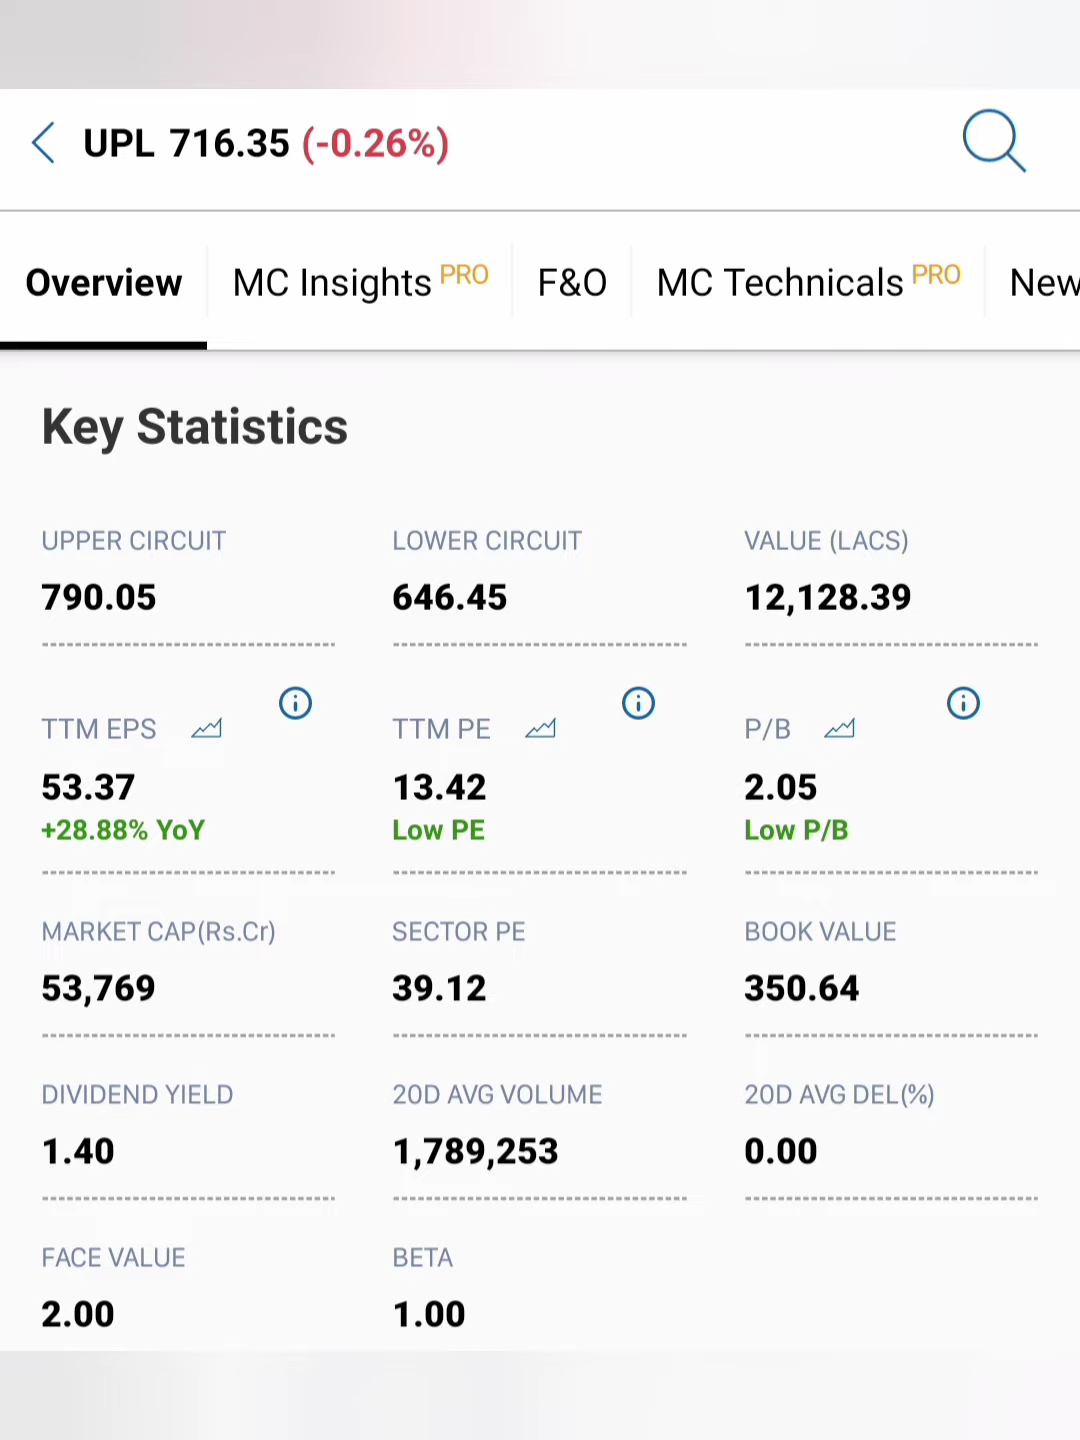 UPL 716.35 (-0.26%)
Overview MC Insights PRO F&O MC Technicals PRO New
Key Statistics
UPPER CIRCUIT LOWER CIRCUIT VALUE (LACS)
790.05 646.45 12,128.39
TTM EPS TTM PE P/B
53.37 13.42 2.05
+28.88% YoY Low PE Low P/B
MARKET CAP(Rs.Cr) SECTOR PE BOOK VALUE
53,769 39.12 350.64
DIVIDEND YIELD 20D AVG VOLUME 20D AVG DEL(%)
1.40 1,789,253 0.00
FACE VALUE BETA
2.00 1.00